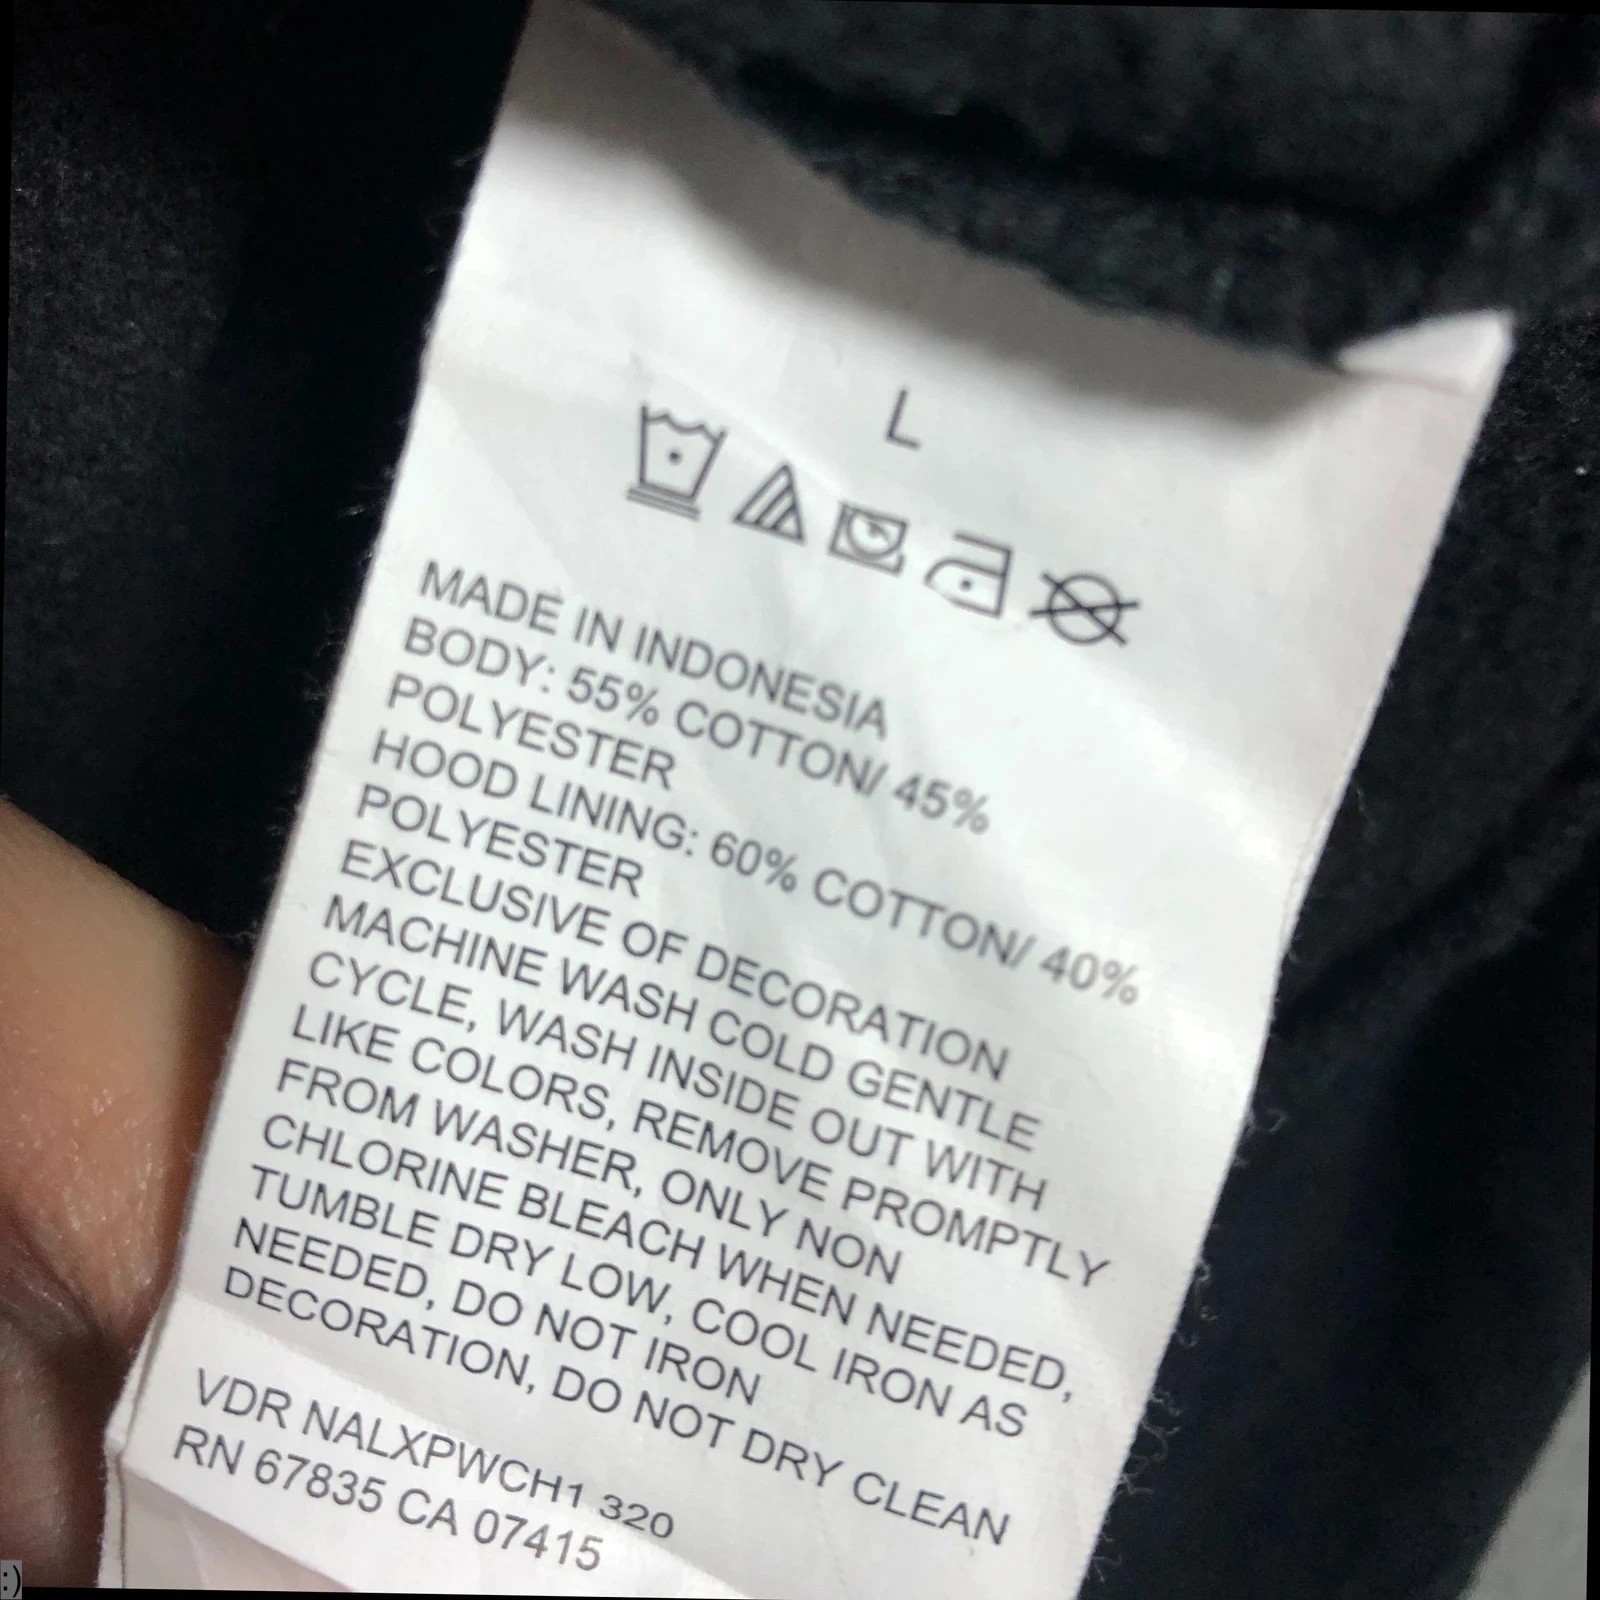 L
MADE IN INDONESIA
BODY: 55% COTTON/ 45%
POLYESTER
HOOD LINING: 60% COTTON/ 40%
POLYESTER
EXCLUSIVE OF DECORATION
MACHINE WASH COLD GENTLE
CYCLE, WASH INSIDE OUT WITH
LIKE COLORS, REMOVE PROMPTLY
FROM WASHER, ONLY NON
CHLORINE BLEACH WHEN NEEDED,
TUMBLE DRY LOW, COOL IRON AS
NEEDED, DO NOT IRON
DECORATION, DO NOT DRY CLEAN
VDR NALXPWCH1 320
RN 67835 CA 07415
:)